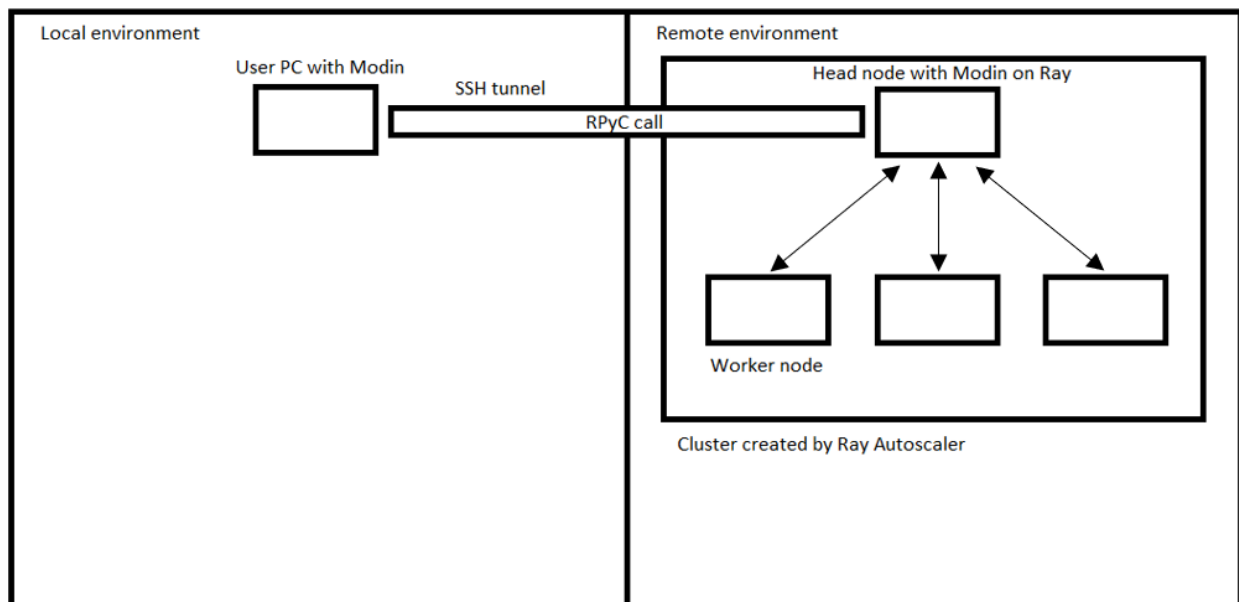 Local environment
Remote environment
User PC with Modin
Head node with Modin on Ray
SSH tunnel
RPyC call
Worker node
Cluster created by Ray Autoscaler